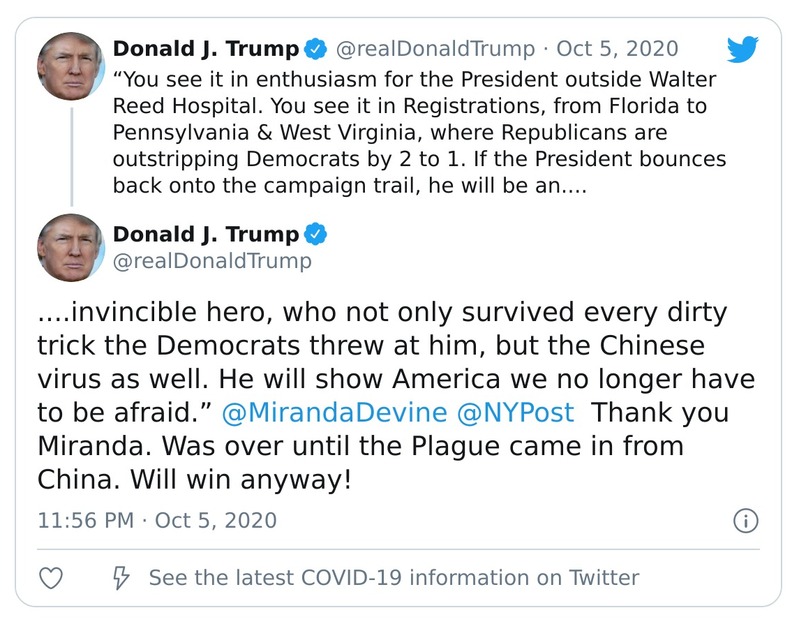 Donald J. Trump @realDonaldTrump · Oct 5, 2020
“You see it in enthusiasm for the President outside Walter
Reed Hospital. You see it in Registrations, from Florida to
Pennsylvania & West Virginia, where Republicans are
outstripping Democrats by 2 to 1. If the President bounces
back onto the campaign trail, he will be an....
Donald J. Trump
@realDonaldTrump
....invincible hero, who not only survived every dirty
trick the Democrats threw at him, but the Chinese
virus as well. He will show America we no longer have
to be afraid.” @MirandaDevine @NYPost  Thank you
Miranda. Was over until the Plague came in from
China. Will win anyway!
11:56 PM · Oct 5, 2020
See the latest COVID-19 information on Twitter